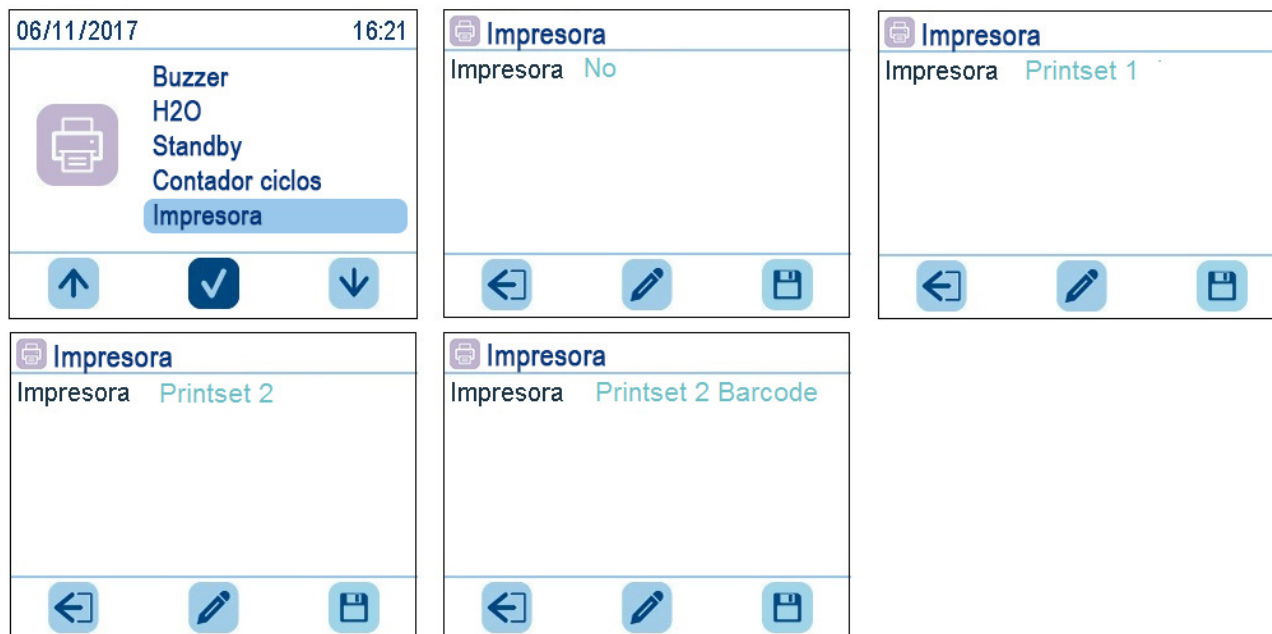 06/11/2017 16:21
Buzzer
H2O
Standby
Contador ciclos
Impresora
Impresora
Impresora No
Impresora
Impresora Printset 1
Impresora
Impresora Printset 2
Impresora
Impresora Printset 2 Barcode